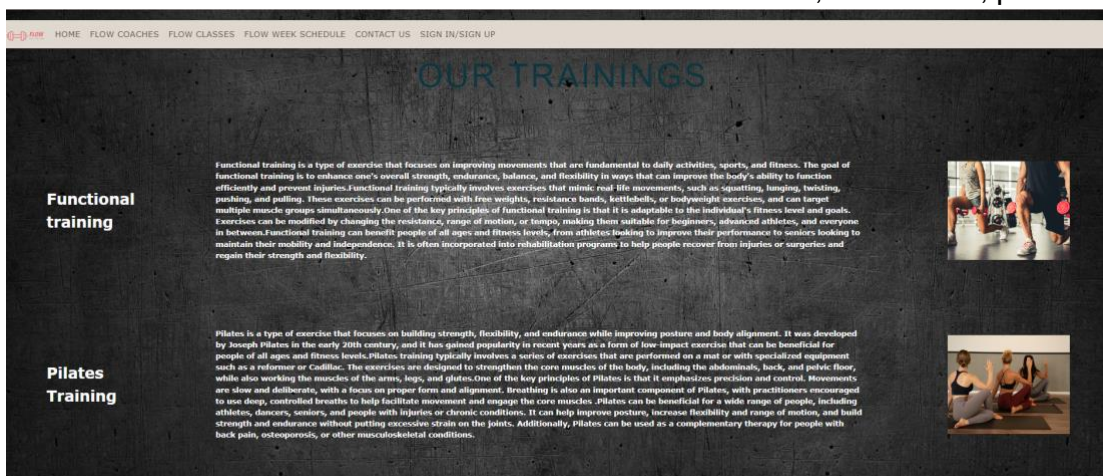 FLOW HOME FLOW COACHES FLOW CLASSES FLOW WEEK SCHEDULE CONTACT US SIGN IN/SIGN UP
OUR TRAININGS
Functional
training
Functional training is a type of exercise that focuses on improving movements that are fundamental to daily activities, sports, and fitness. The goal of
functional training is to enhance one's overall strength, endurance, balance, and flexibility in ways that can improve the body's ability to function
efficiently and prevent injuries.Functional training typically involves exercises that mimic real-life movements, such as squatting, lunging, twisting,
pushing, and pulling. These exercises can be performed with free weights, resistance bands, kettlebells, or bodyweight exercises, and can target
multiple muscle groups simultaneously.One of the key principles of functional training is that it is adaptable to the individual's fitness level and goals.
Exercises can be modified by changing the resistance, range of motion, or tempo, making them suitable for beginners, advanced athletes, and everyone
in between.Functional training can benefit people of all ages and fitness levels, from athletes looking to improve their performance to seniors looking to
maintain their mobility and independence. It is often incorporated into rehabilitation programs to help people recover from injuries or surgeries and
regain their strength and flexibility.
Pilates
Training
Pilates is a type of exercise that focuses on building strength, flexibility, and endurance while improving posture and body alignment. It was developed
by Joseph Pilates in the early 20th century, and it has gained popularity in recent years as a form of low-impact exercise that can be beneficial for
people of all ages and fitness levels.Pilates training typically involves a series of exercises that are performed on a mat or with specialized equipment
such as a reformer or Cadillac. The exercises are designed to strengthen the core muscles of the body, including the abdominals, back, and pelvic floor,
while also working the muscles of the arms, legs, and glutes.One of the key principles of Pilates is that it emphasizes precision and control. Movements
are slow and deliberate, with a focus on proper form and alignment. Breathing is also an important component of Pilates, with practitioners encouraged
to use deep, controlled breaths to help facilitate movement and engage the core muscles .Pilates can be beneficial for a wide range of people, including
athletes, dancers, seniors, and people with injuries or chronic conditions. It can help improve posture, increase flexibility and range of motion, and build
strength and endurance without putting excessive strain on the joints. Additionally, Pilates can be used as a complementary therapy for people with
back pain, osteoporosis, or other musculoskeletal conditions.